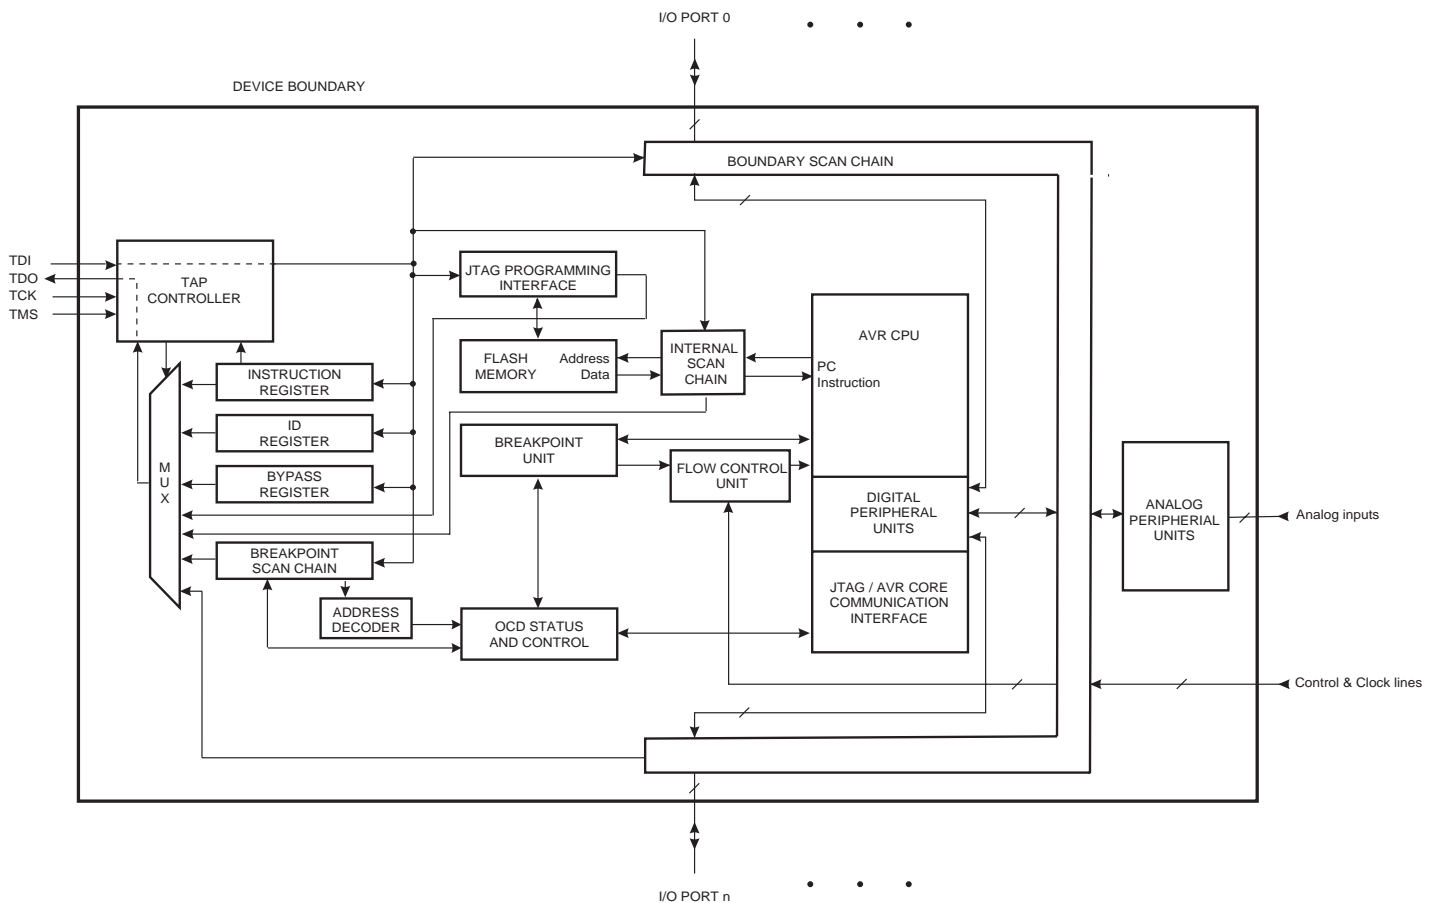 I/O PORT 0
DEVICE BOUNDARY
BOUNDARY SCAN CHAIN
TDI
TDO
TCK
TMS
TAP
CONTROLLER
JTAG PROGRAMMING
INTERFACE
AVR CPU
FLASH
MEMORY
Address
Data
INTERNAL
SCAN
CHAIN
PC
Instruction
INSTRUCTION
REGISTER
ID
REGISTER
BREAKPOINT
UNIT
FLOW CONTROL
UNIT
BYPASS
REGISTER
M
U
X
DIGITAL
PERIPHERAL
UNITS
ANALOG
PERIPHERIAL
UNITS
Analog inputs
BREAKPOINT
SCAN CHAIN
JTAG / AVR CORE
COMMUNICATION
INTERFACE
ADDRESS
DECODER
OCD STATUS
AND CONTROL
Control & Clock lines
I/O PORT n